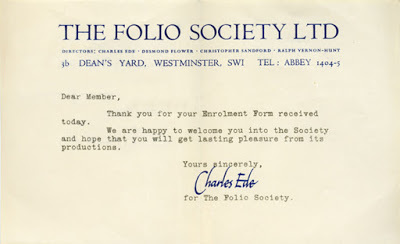 THE FOLIO SOCIETY LTD
DIRECTORS: CHARLES EDE · DESMOND FLOWER · CHRISTOPHER SANDFORD · RALPH VERNON-HUNT
3b DEAN'S YARD, WESTMINSTER, SW1 TEL: ABBEY 1404-5
Dear Member,
Thank you for your Enrolment Form received
today.
We are happy to welcome you into the Society
and hope that you will get lasting pleasure from its
productions.
Yours sincerely,
Charles Ede
for The Folio Society.